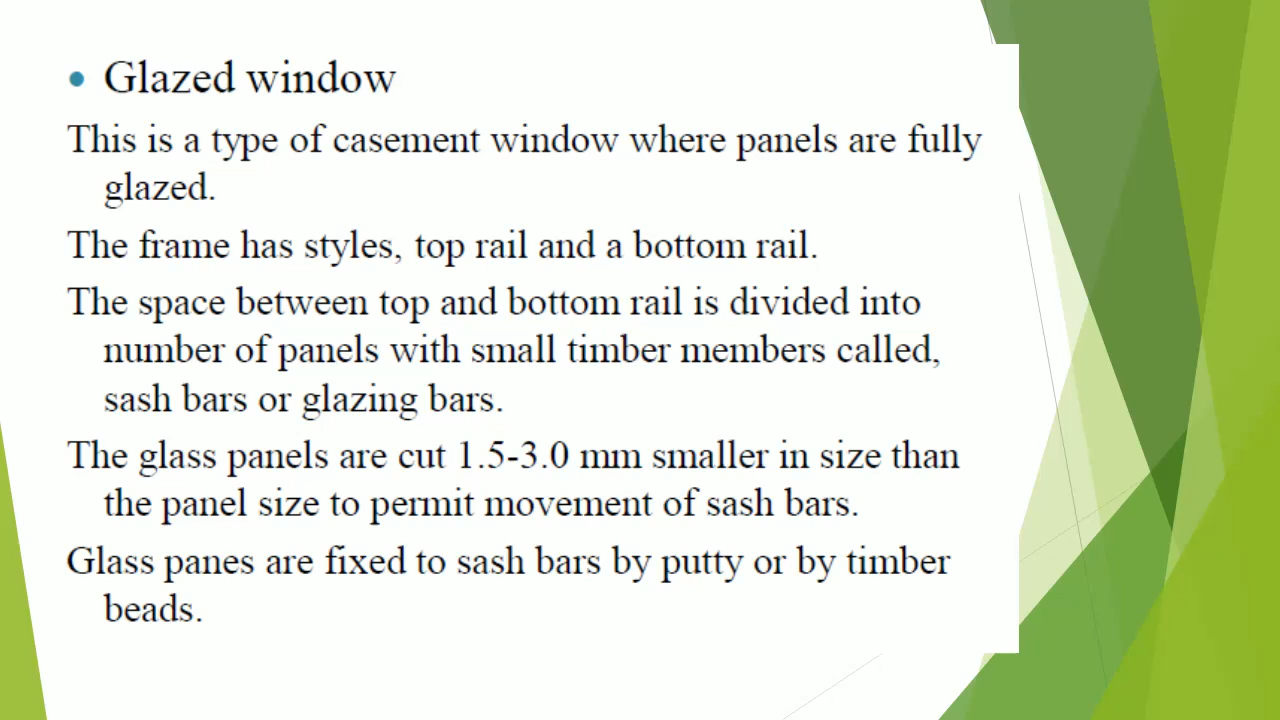 • Glazed window
This is a type of casement window where panels are fully
glazed.
The frame has styles, top rail and a bottom rail.
The space between top and bottom rail is divided into
number of panels with small timber members called,
sash bars or glazing bars.
The glass panels are cut 1.5-3.0 mm smaller in size than
the panel size to permit movement of sash bars.
Glass panes are fixed to sash bars by putty or by timber
beads.